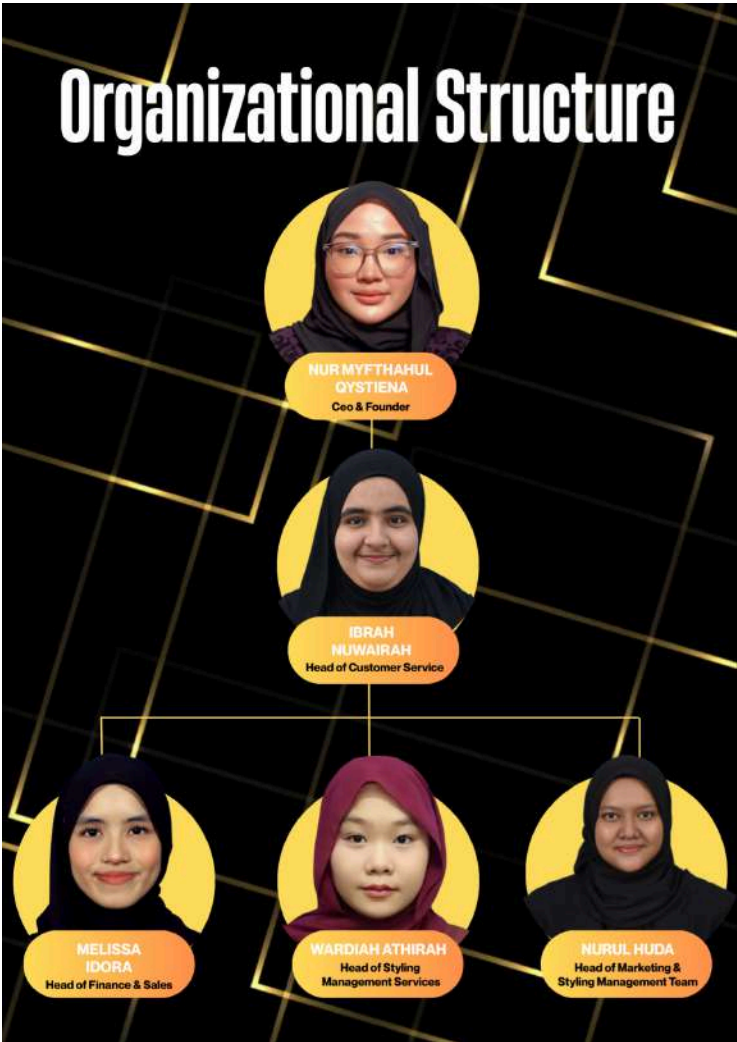 Organizational Structure
NUR MYFTHAHUL
QYSTIENA
Ceo & Founder
IBRAH
NUWAIRAH
Head of Customer Service
MELISSA
IDORA
Head of Finance & Sales
WARDIAH ATHIRAH
Head of Styling
Management Services
NURUL HUDA
Head of Marketing &
Styling Management Team